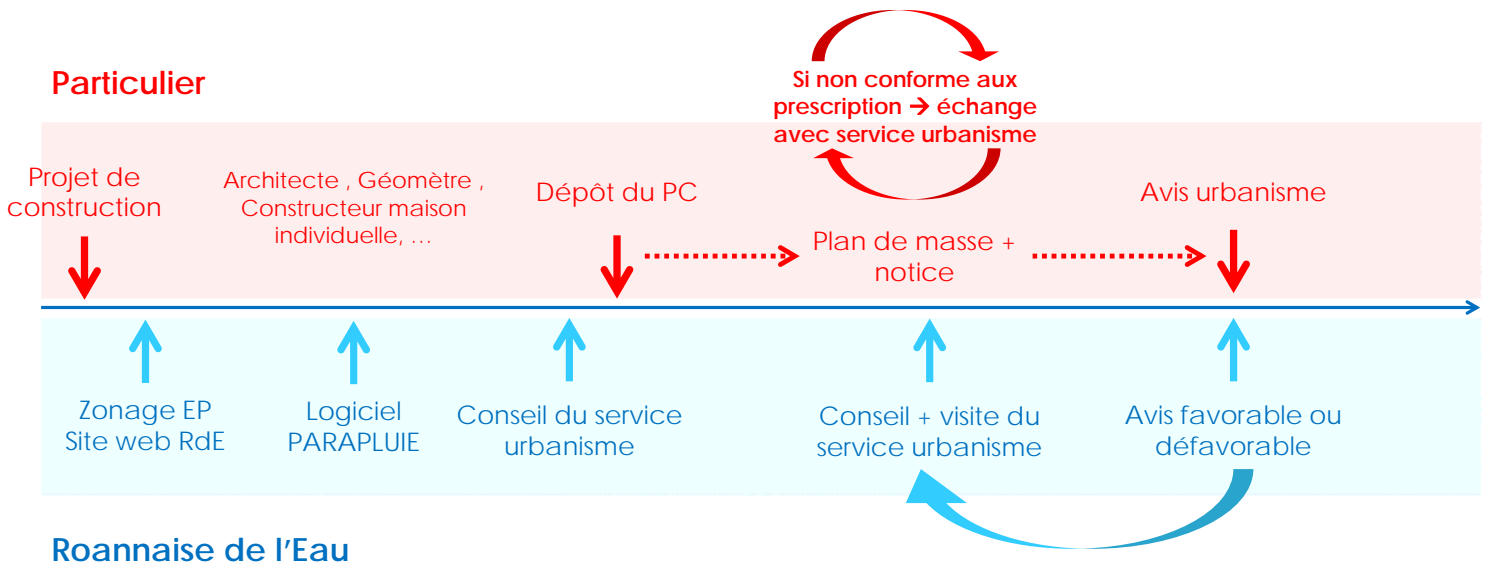 Particulier
Si non conforme aux
prescription → échange
avec service urbanisme
Projet de
construction
Architecte , Géomètre ,
Constructeur maison
individuelle, …
Dépôt du PC
Plan de masse +
notice
Avis urbanisme
Zonage EP
Site web RdE
Logiciel
PARAPLUIE
Conseil du service
urbanisme
Conseil + visite du
service urbanisme
Avis favorable ou
défavorable
Roannaise de l'Eau